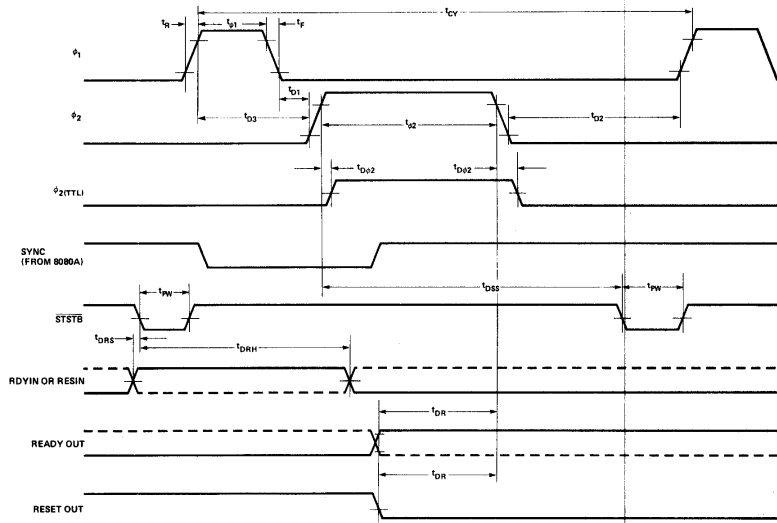 tCY
tR
tφ1
tF
φ1
tD1
tD3
φ2
tφ2
tD2
tDφ2
tDφ2
φ2(TTL)
SYNC
(FROM 8080A)
tPW
tDSS
tPW
STSTB
tDRS
tDRH
RDYIN OR RESIN
tDR
READY OUT
tDR
RESET OUT